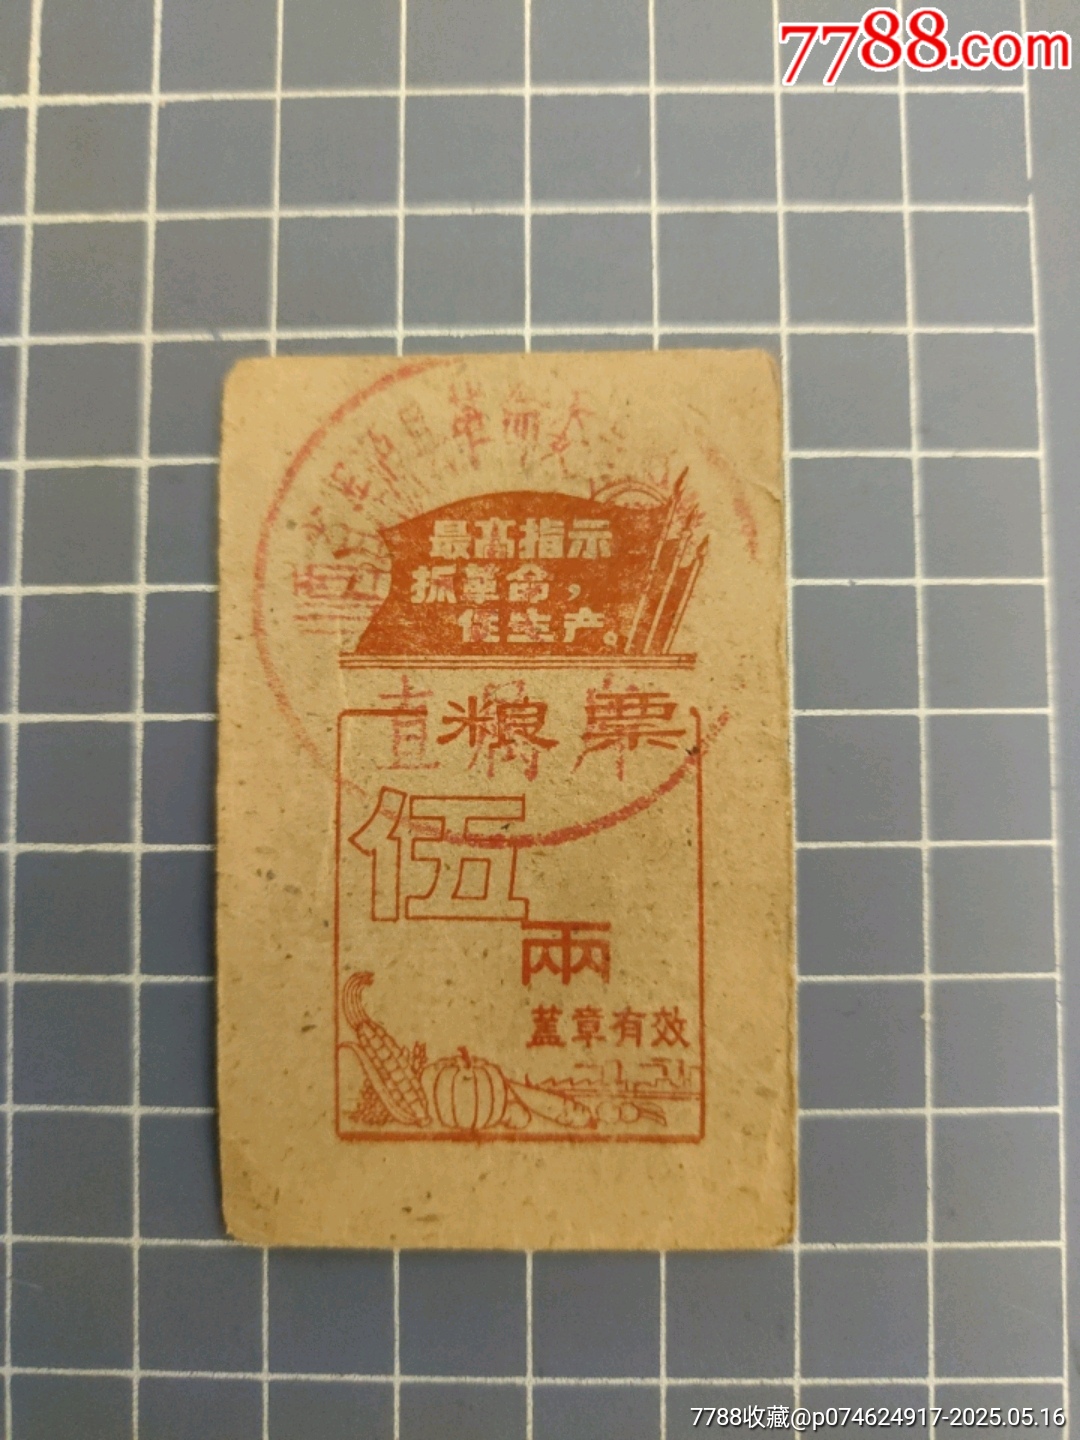 7788.com
最高指示
抓革命，
促生产。
粮票
伍
兩
蓋章有效
7788收藏@p074624917-2025.05.16